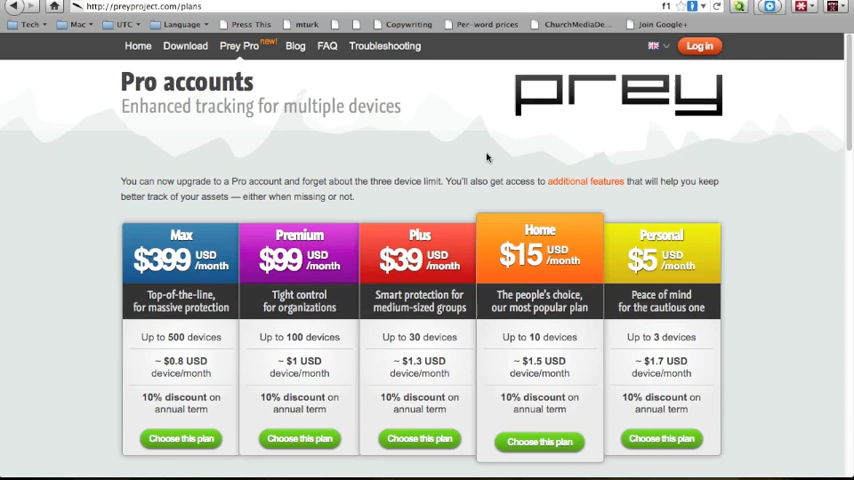 http://preyproject.com/plans
f1
Tech Mac UTC Language Press This mturk Copywriting Per-word prices ChurchMediaDe... Join Google+
Home Download Prey Pro new! Blog FAQ Troubleshooting Log in
Pro accounts
Enhanced tracking for multiple devices
prey
You can now upgrade to a Pro account and forget about the three device limit. You'll also get access to additional features that will help you keep
better track of your assets — either when missing or not.
Max Premium Plus Home Personal
$399 USD /month $99 USD /month $39 USD /month $15 USD /month $5 USD /month
Top-of-the-line, Tight control Smart protection for The people's choice, Peace of mind
for massive protection for organizations medium-sized groups our most popular plan for the cautious one
Up to 500 devices Up to 100 devices Up to 30 devices Up to 10 devices Up to 3 devices
~ $0.8 USD ~ $1 USD ~ $1.3 USD ~ $1.5 USD ~ $1.7 USD
device/month device/month device/month device/month device/month
10% discount on 10% discount on 10% discount on 10% discount on 10% discount on
annual term annual term annual term annual term annual term
Choose this plan Choose this plan Choose this plan Choose this plan Choose this plan